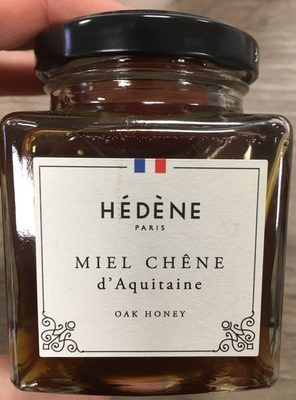 HÉDÈNE
PARIS
MIEL CHÊNE
d'Aquitaine
OAK HONEY